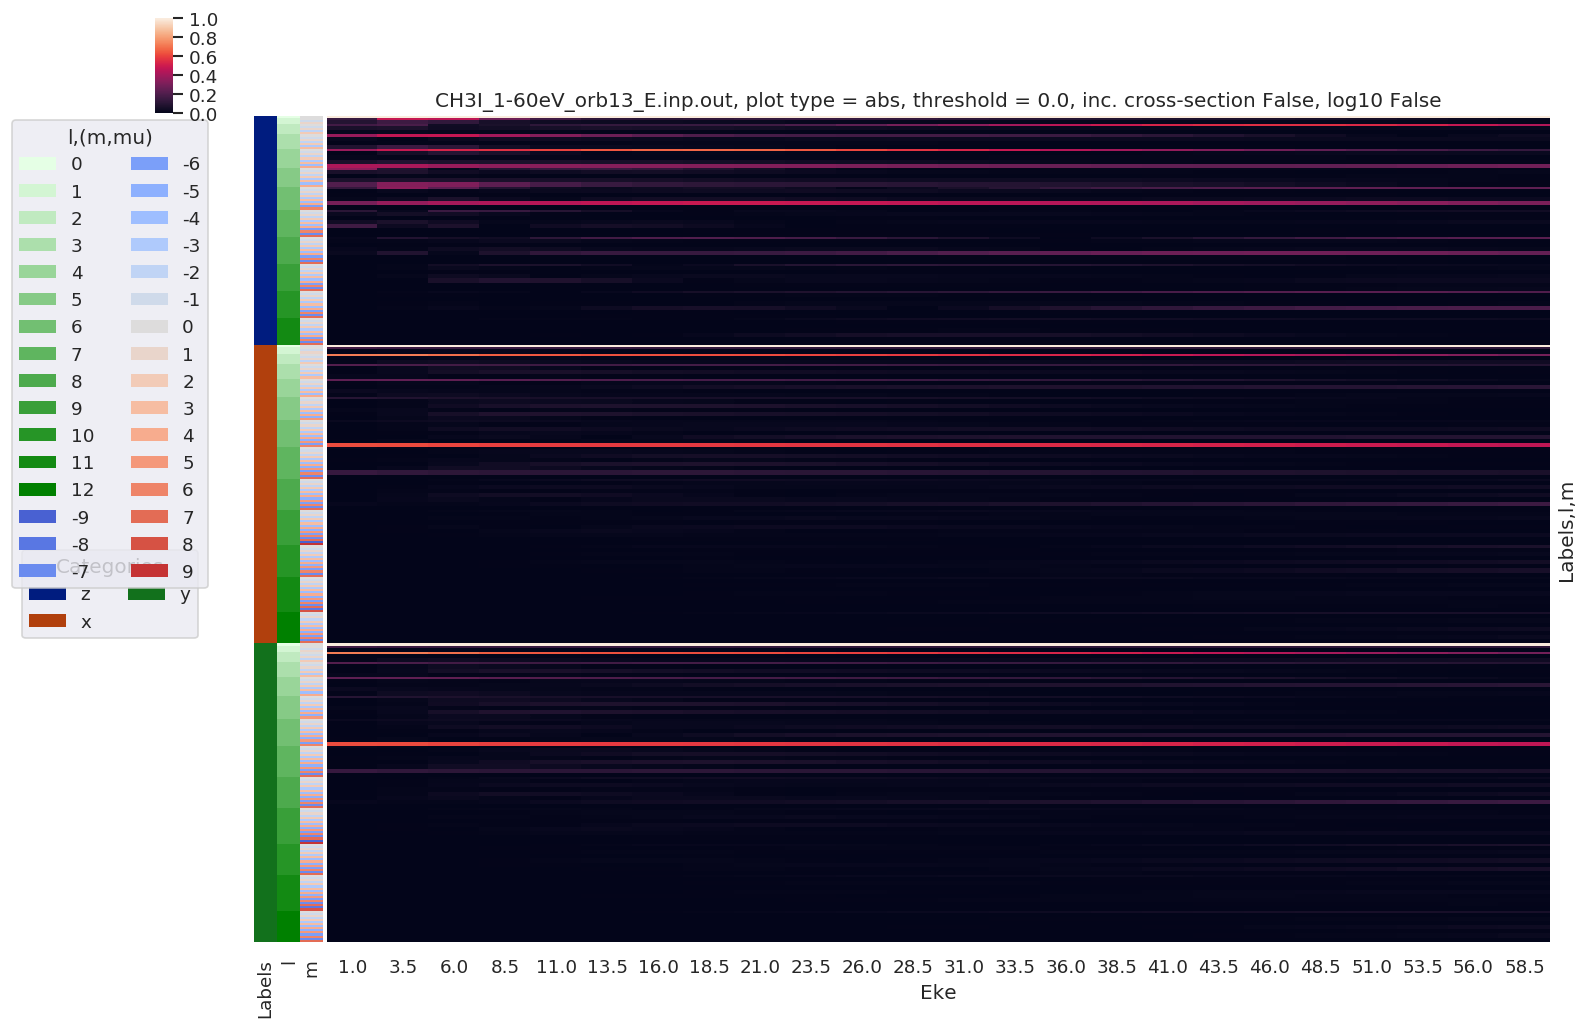 1.0
0.8
0.6
0.4
0.2
0.0
CH3I_1-60eV_orb13_E.inp.out, plot type = abs, threshold = 0.0, inc. cross-section False, log10 False
l,(m,mu)
0 -6
1 -5
2 -4
3 -3
4 -2
5 -1
6 0
7 1
8 2
9 3
10 4
11 5
12 6
-9 7
-8 8
-7 9
Categories
z y
x
Labels,l,m
Labels l m
1.0 3.5 6.0 8.5 11.0 13.5 16.0 18.5 21.0 23.5 26.0 28.5 31.0 33.5 36.0 38.5 41.0 43.5 46.0 48.5 51.0 53.5 56.0 58.5
Eke